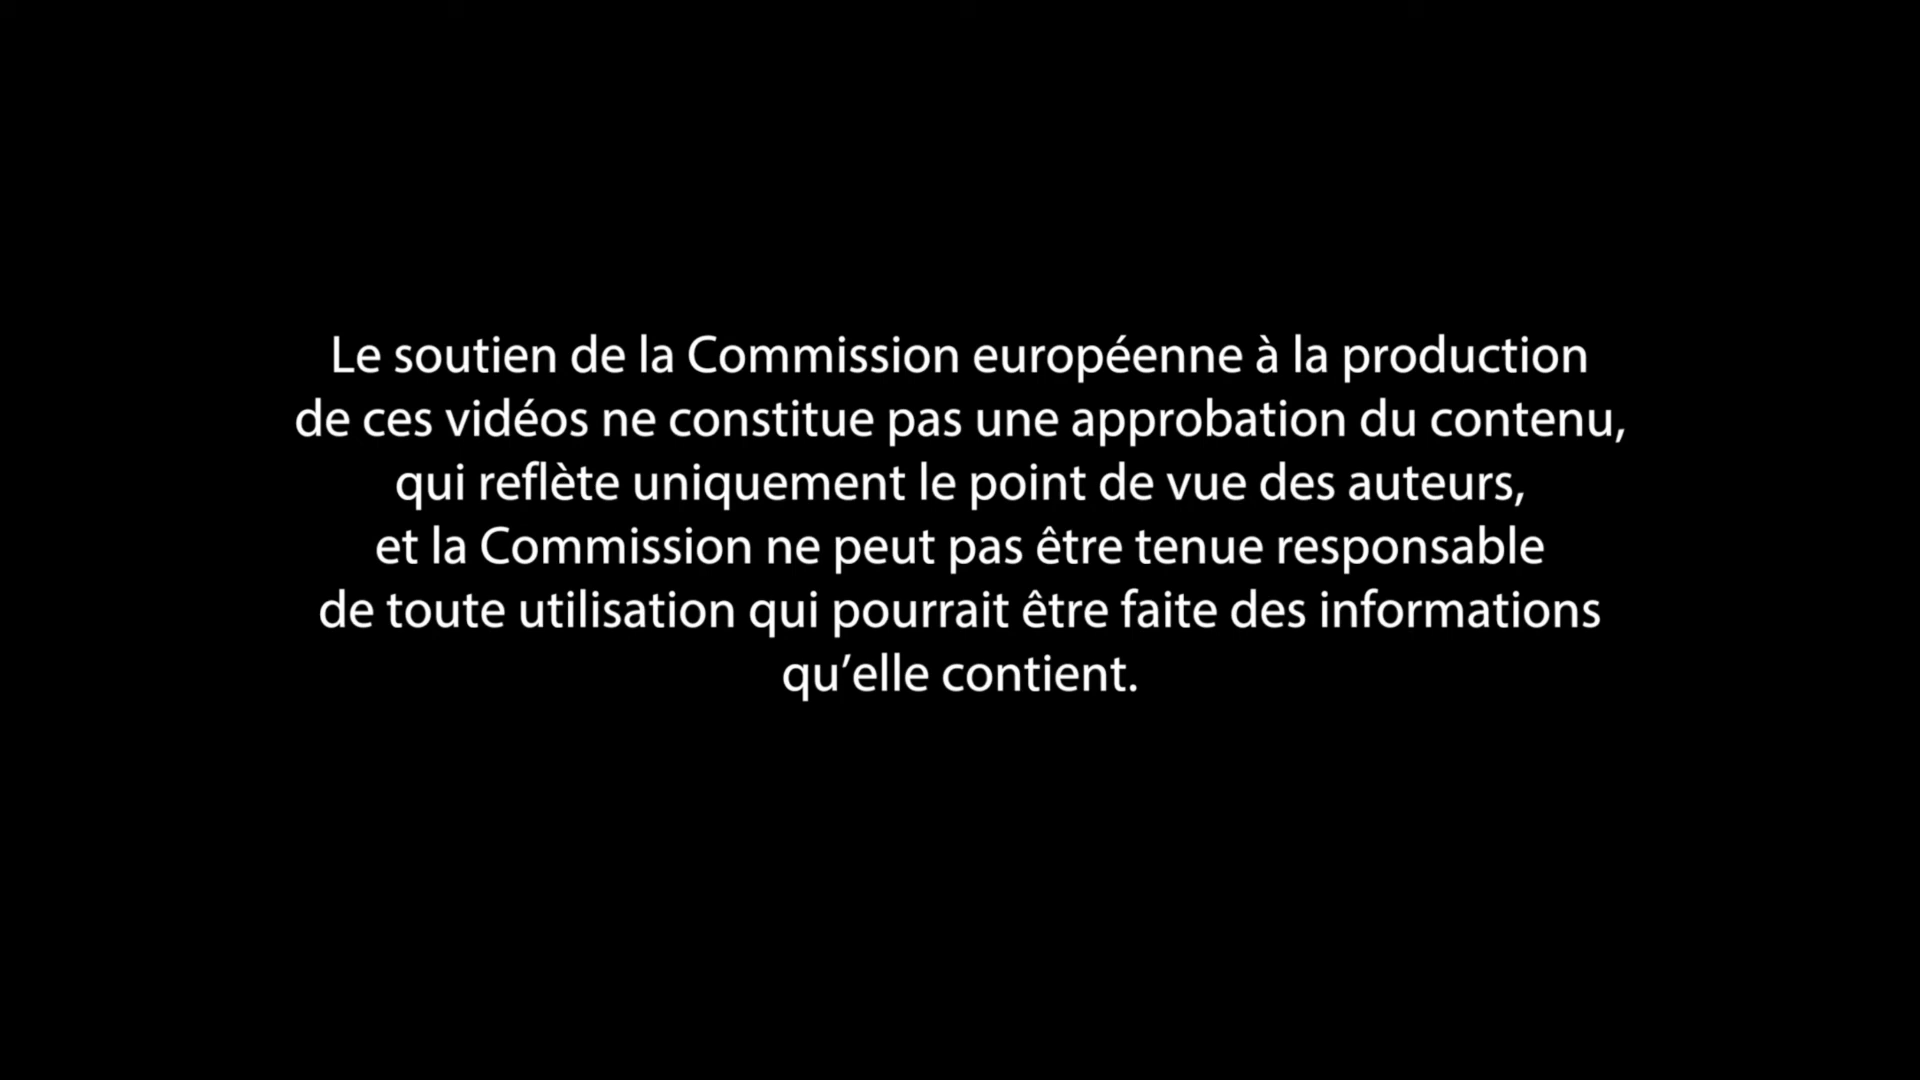 Le soutien de la Commission européenne à la production
de ces vidéos ne constitue pas une approbation du contenu,
qui reflète uniquement le point de vue des auteurs,
et la Commission ne peut pas être tenue responsable
de toute utilisation qui pourrait être faite des informations
qu’elle contient.